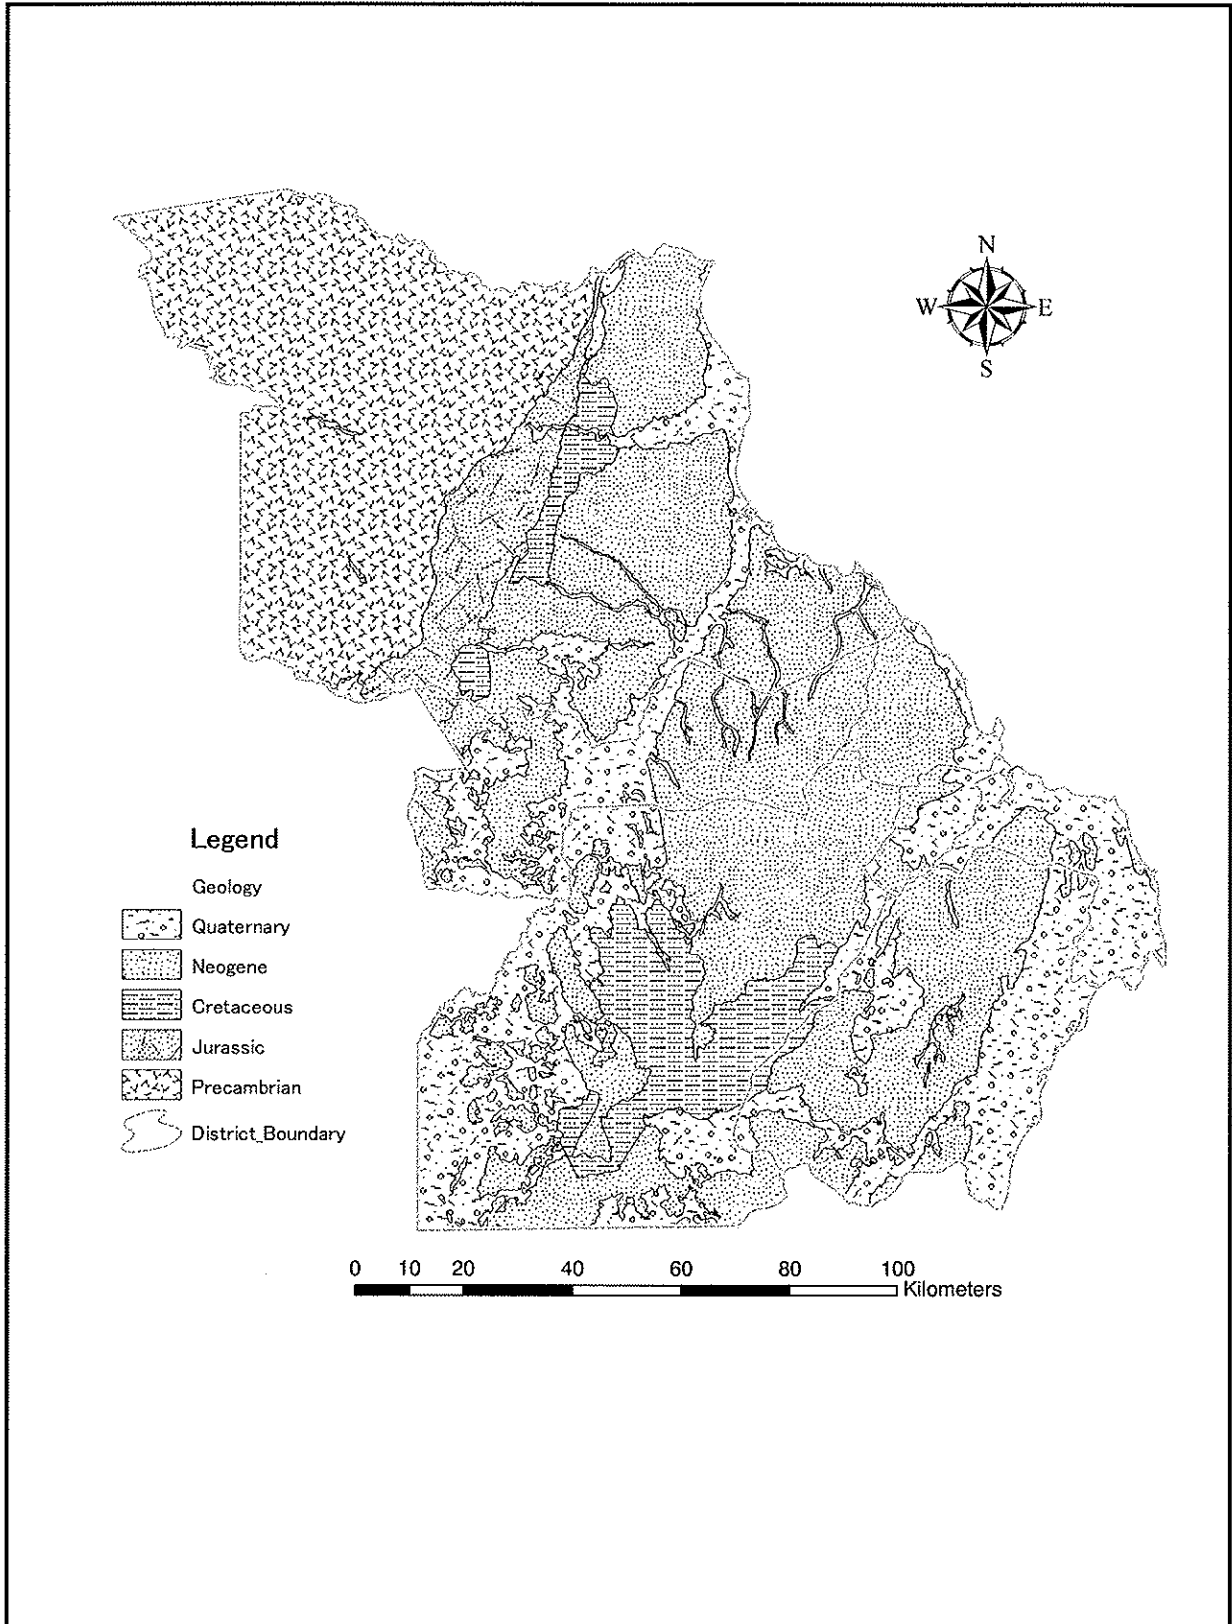 N
W E
S
Legend
Geology
Quaternary
Neogene
Cretaceous
Jurassic
Precambrian
District_Boundary
0 10 20 40 60 80 100
Kilometers